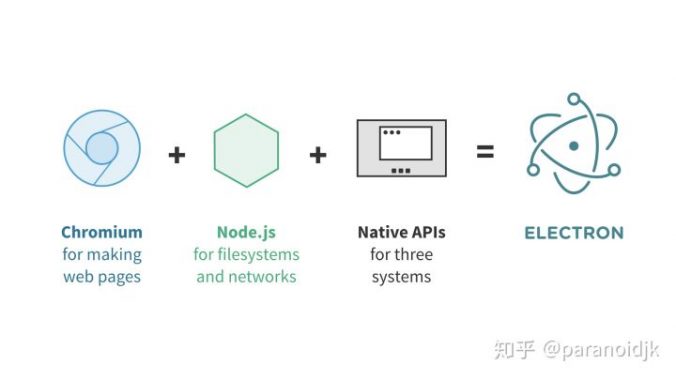 Chromium
for making
web pages
Node.js
for filesystems
and networks
Native APIs
for three
systems
ELECTRON
知乎 @paranoidjk